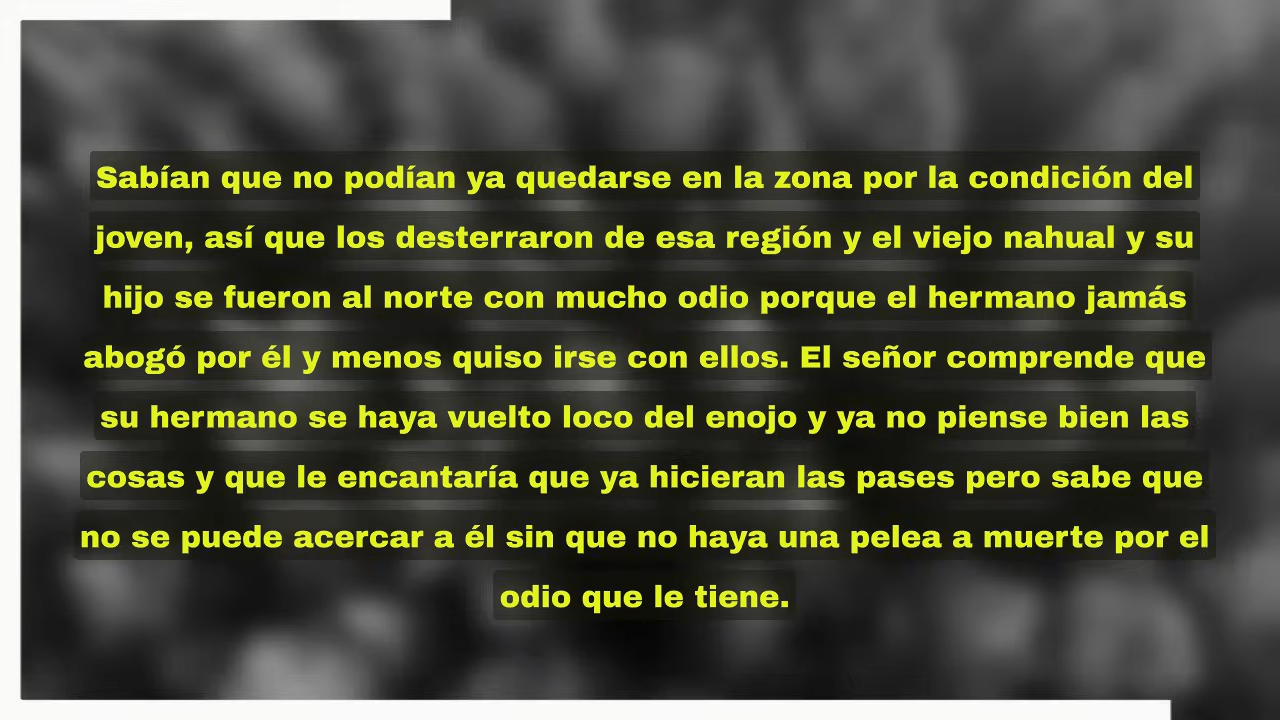 Sabían que no podían ya quedarse en la zona por la condición del
joven, así que los desterraron de esa región y el viejo nahual y su
hijo se fueron al norte con mucho odio porque el hermano jamás
abogó por él y menos quiso irse con ellos. El señor comprende que
su hermano se haya vuelto loco del enojo y ya no piense bien las
cosas y que le encantaría que ya hicieran las pases pero sabe que
no se puede acercar a él sin que no haya una pelea a muerte por el
odio que le tiene.